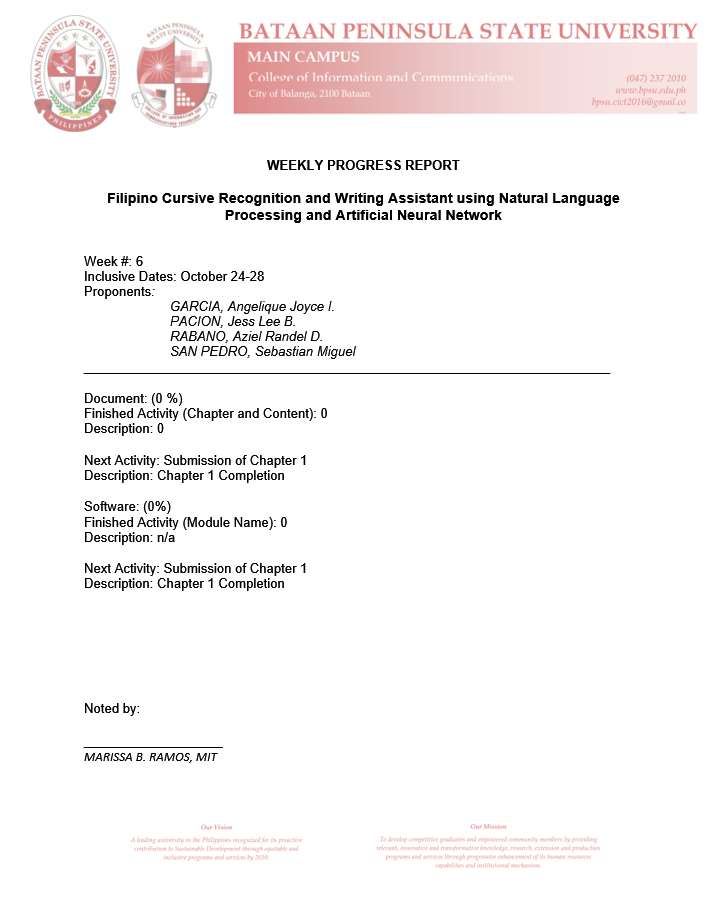 BATAAN PENINSULA STATE UNIVERSITY
MAIN CAMPUS
College of Information and Communications
City of Balanga, 2100 Bataan
(047) 237 2010
www.bpsu.edu.ph
bpsu.cict2016@gmail.co
BATAAN PENINSULA STATE UNIVERSITY
PHILIPPINES
BATAAN PENINSULA
STATE UNIVERSITY
WEEKLY PROGRESS REPORT
Filipino Cursive Recognition and Writing Assistant using Natural Language
Processing and Artificial Neural Network
Week #: 6
Inclusive Dates: October 24-28
Proponents:
GARCIA, Angelique Joyce I.
PACION, Jess Lee B.
RABANO, Aziel Randel D.
SAN PEDRO, Sebastian Miguel
Document: (0 %)
Finished Activity (Chapter and Content): 0
Description: 0
Next Activity: Submission of Chapter 1
Description: Chapter 1 Completion
Software: (0%)
Finished Activity (Module Name): 0
Description: n/a
Next Activity: Submission of Chapter 1
Description: Chapter 1 Completion
Noted by:
MARISSA B. RAMOS, MIT
Our Vision
A leading university in the Philippines recognized for its proactive
contribution to Sustainable Development through equitable and
inclusive programs and services by 2030.
Our Mission
To develop competitive graduates and empowered community members by providing
relevant, innovative and transformative knowledge, research, extension and production
programs and services through progressive enhancement of its human resources
capabilities and institutional mechanism.